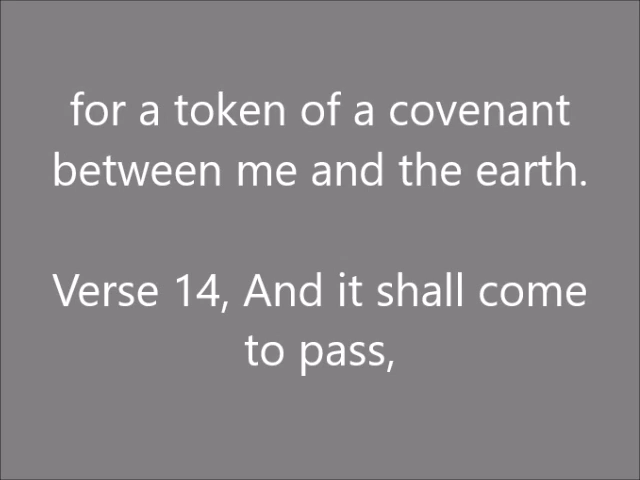 for a token of a covenant
between me and the earth.
Verse 14, And it shall come
to pass,